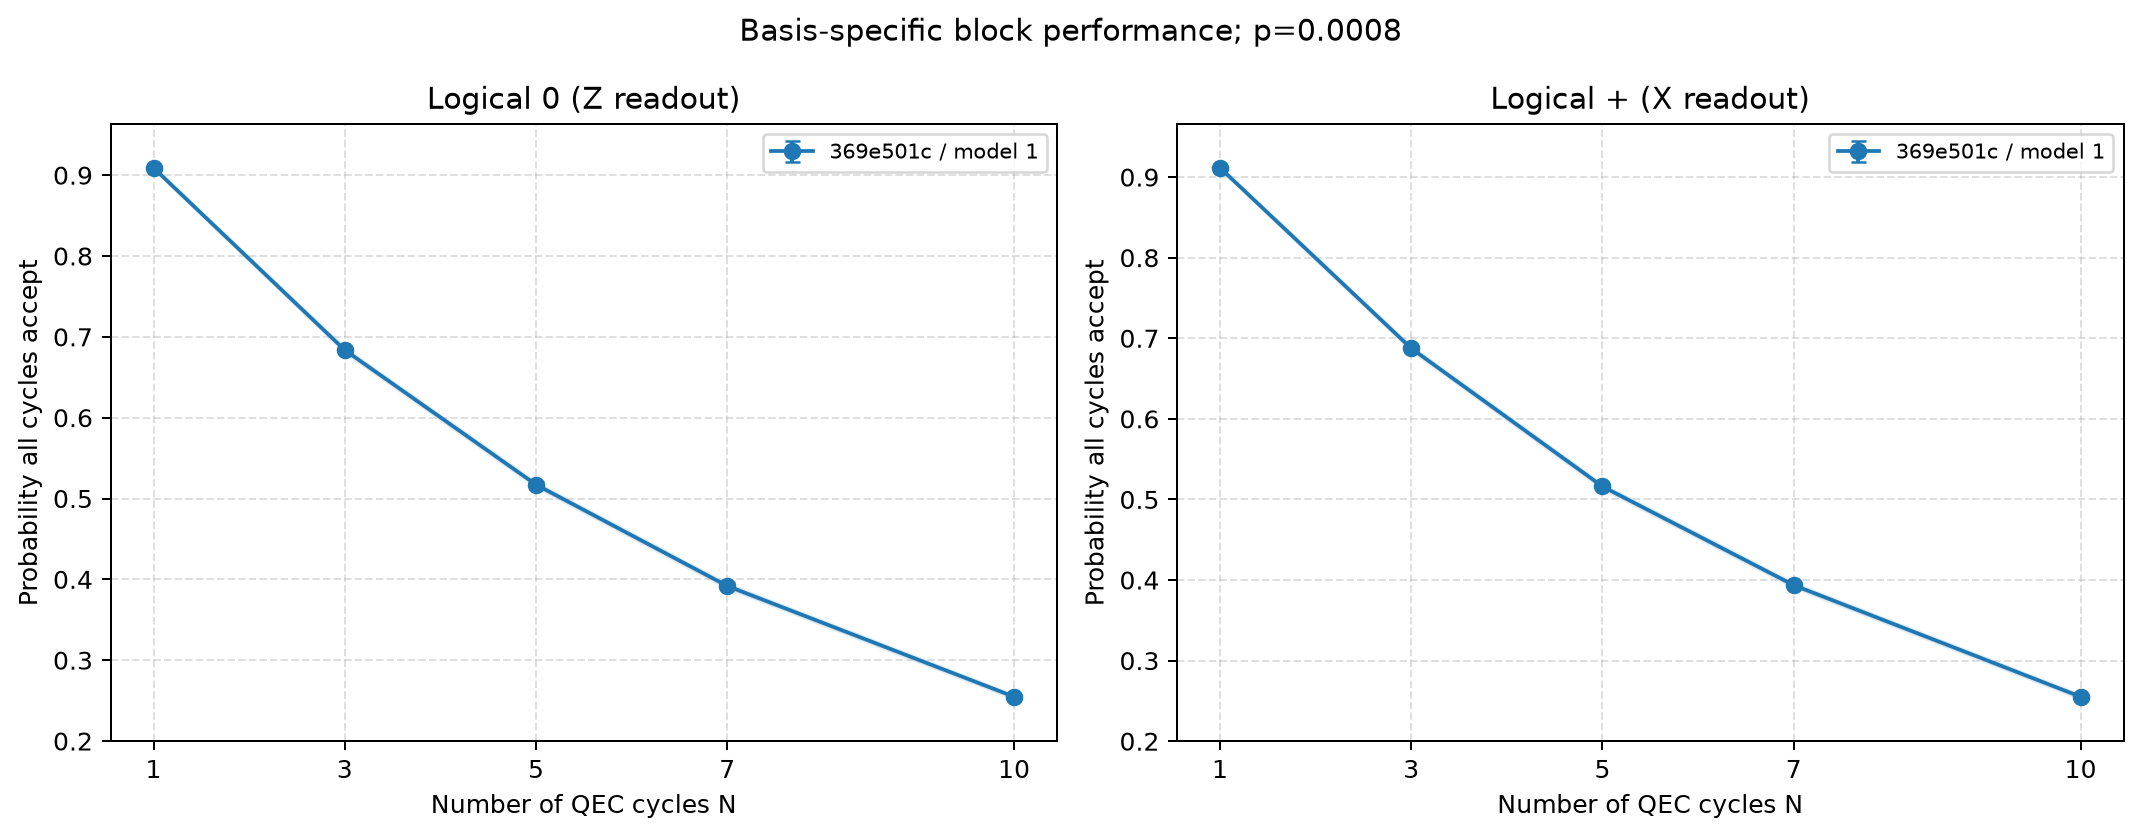 Basis-specific block performance; p=0.0008
Logical 0 (Z readout)
369e501c / model 1
Probability all cycles accept
0.9
0.8
0.7
0.6
0.5
0.4
0.3
0.2
1 3 5 7 10
Number of QEC cycles N
Logical + (X readout)
369e501c / model 1
Probability all cycles accept
0.9
0.8
0.7
0.6
0.5
0.4
0.3
0.2
1 3 5 7 10
Number of QEC cycles N